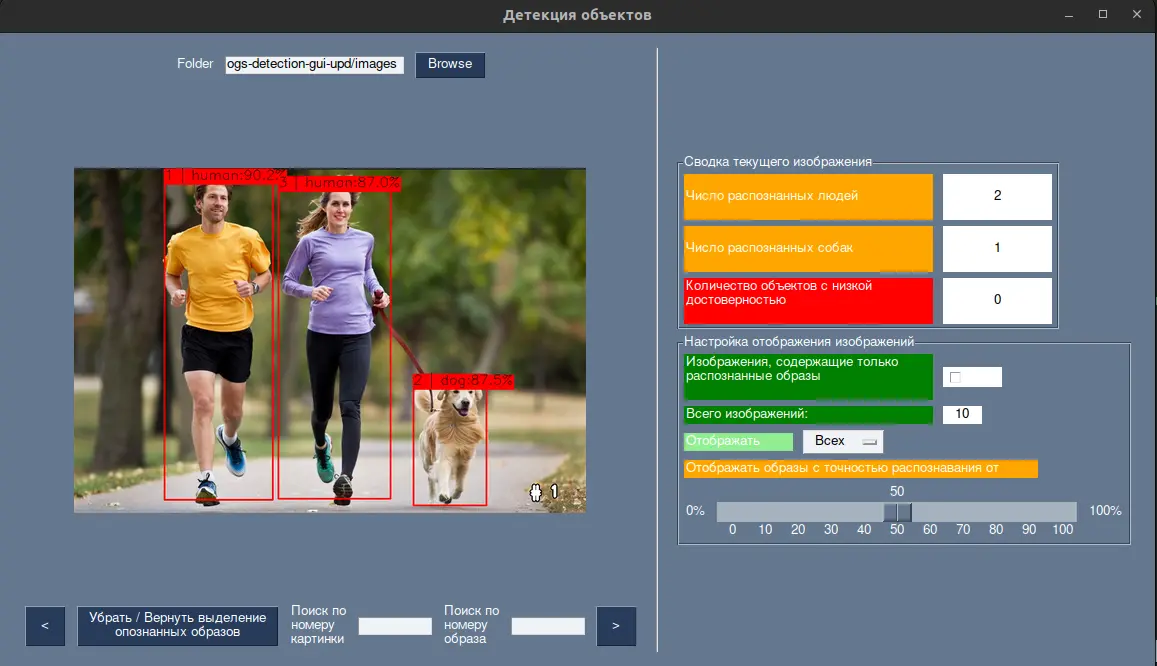 Детекция объектов
Folder
ogs-detection-gui-upd/images
Browse
1 | human:90.2%
3 | human:87.0%
2 | dog:87.5%
# 1
<
Убрать / Вернуть выделение
опознанных образов
Поиск по
номеру
картинки
Поиск по
номеру
образа
>
Сводка текущего изображения
Число распознанных людей
2
Число распознанных собак
1
Количество объектов с низкой
достоверностью
0
Настройка отображения изображений
Изображения, содержащие только
распознанные образы
Всего изображений:
10
Отображать
Всех
Отображать образы с точностью распознавания от
50
0%
100%
0 10 20 30 40 50 60 70 80 90 100